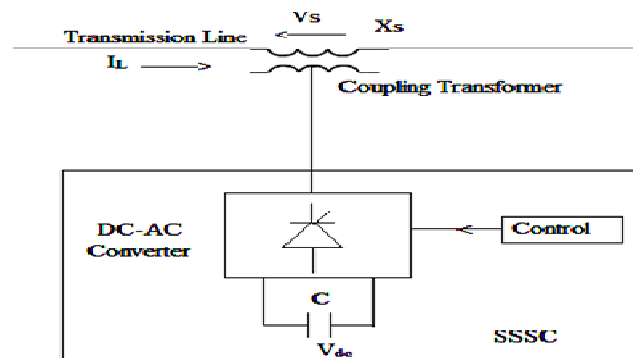 Vs
Xs
Transmission Line
IL
Coupling Transformer
DC-AC
Converter
Control
C
Vdc
SSSC